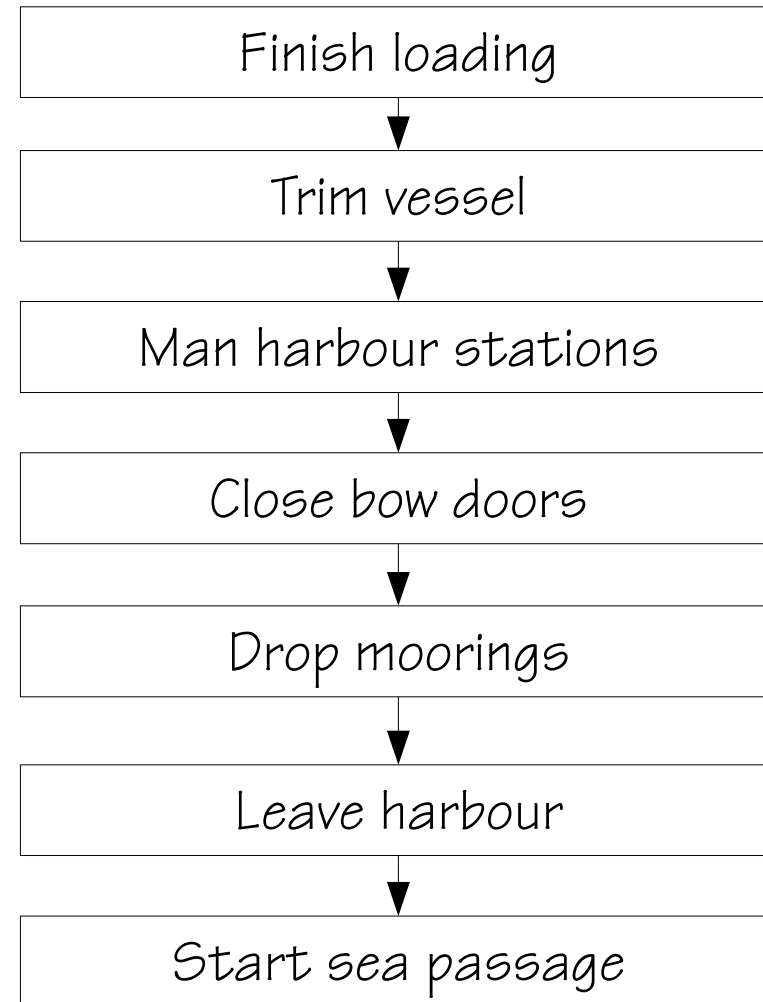 Finish loading
Trim vessel
Man harbour stations
Close bow doors
Drop moorings
Leave harbour
Start sea passage